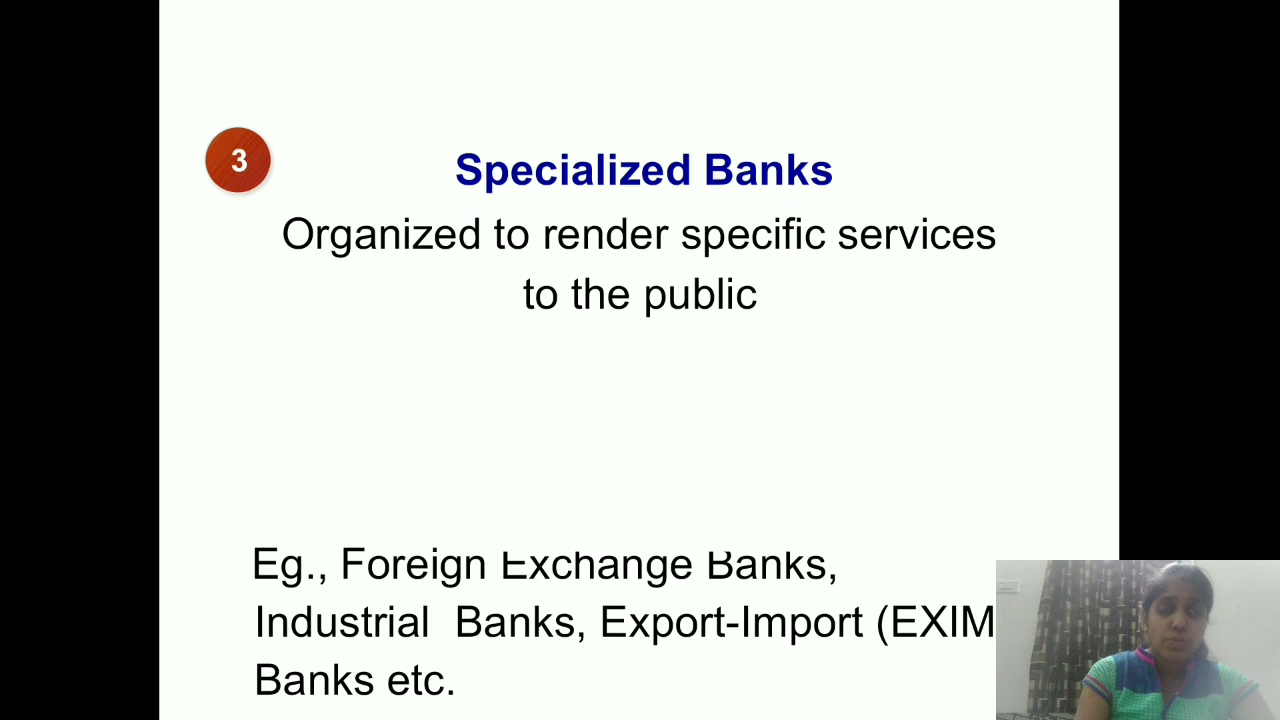 3
Specialized Banks
Organized to render specific services
to the public
Eg., Foreign Exchange Banks,
Industrial Banks, Export-Import (EXIM
Banks etc.